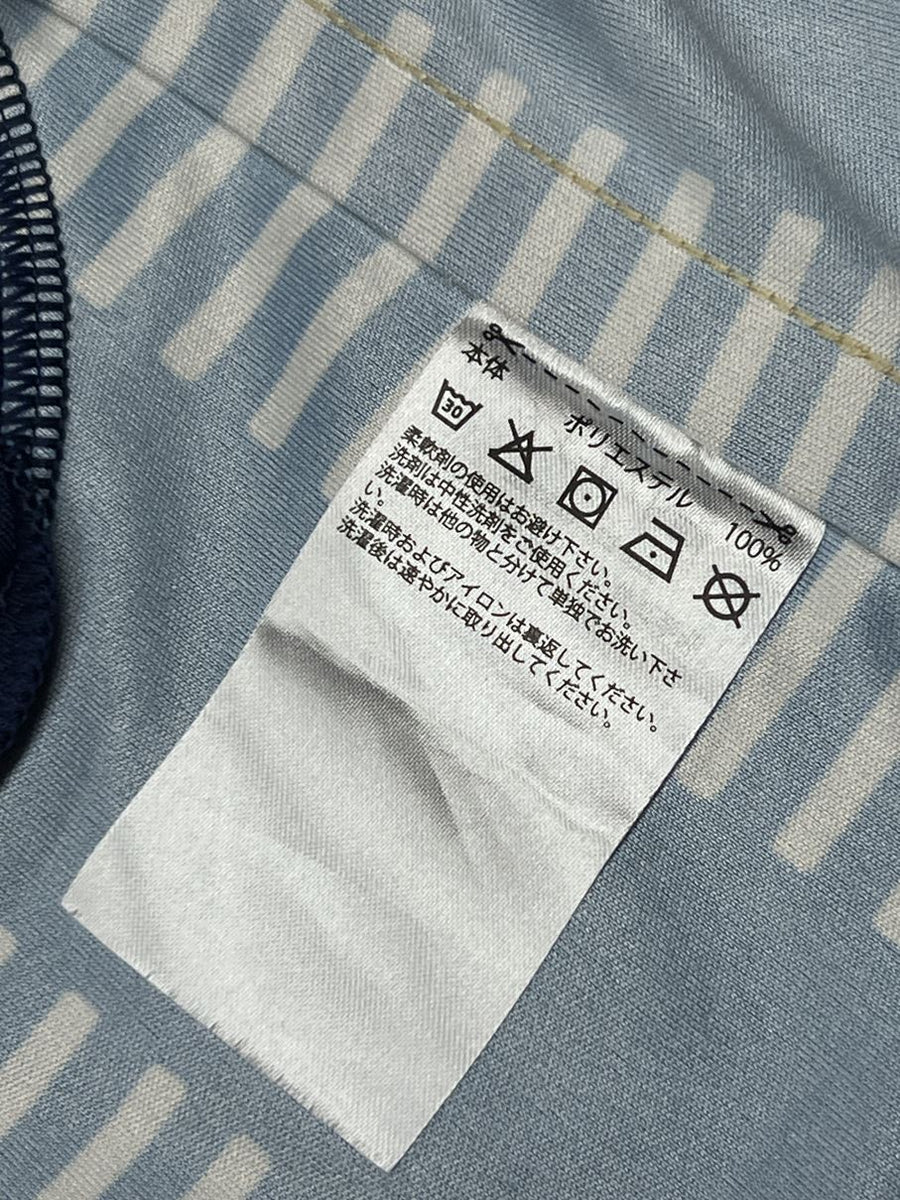 本体
ポリエステル 100%
30
柔軟剤の使用はお避け下さい。
洗剤は中性洗剤をご使用ください。
洗濯時は他の物と分けて単独でお洗い下さ
い。
洗濯時およびアイロンは裏返してください。
洗濯後は速やかに取り出してください。